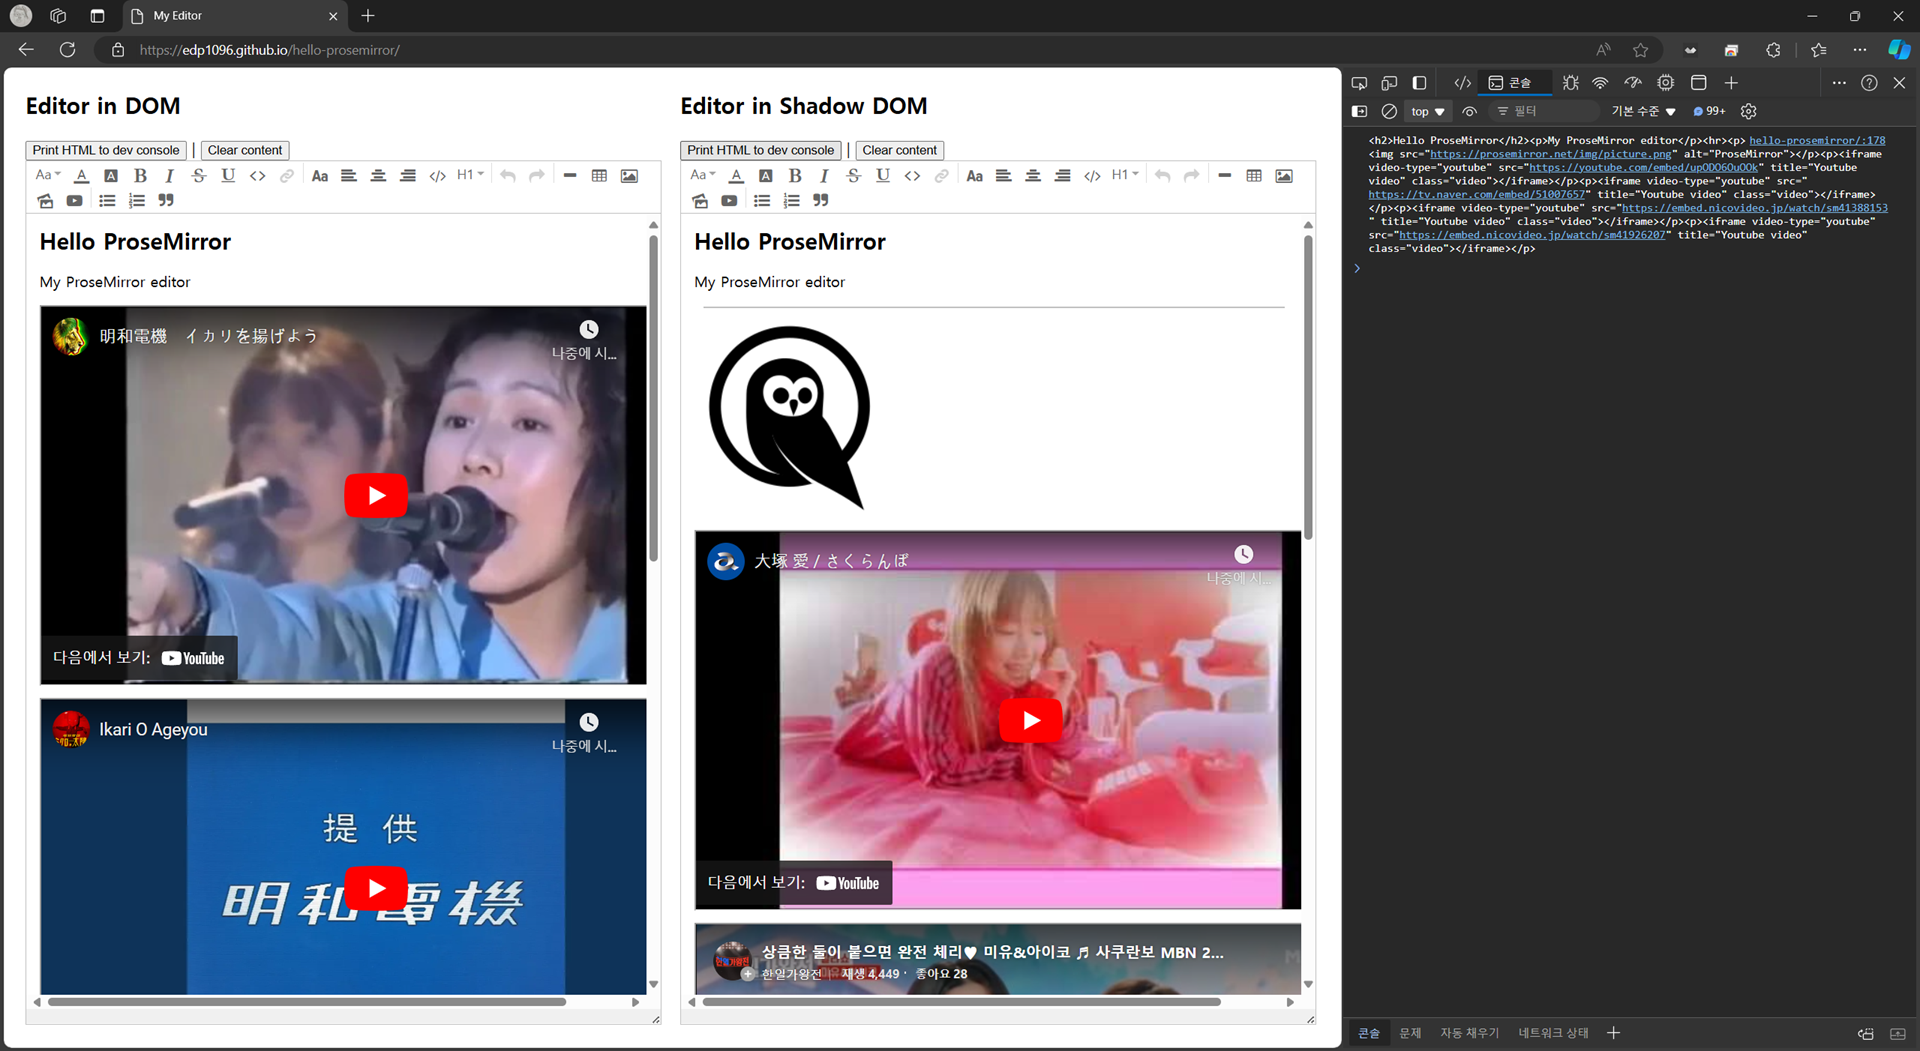 My Editor
https://edp1096.github.io/hello-prosemirror/
Editor in DOM
Print HTML to dev console | Clear content
Aa A A B I S U <> Aa </> H1
Hello ProseMirror
My ProseMirror editor
明和電機　イカリを揚げよう
나중에 시...
다음에서 보기: YouTube
Ikari O Ageyou
나중에 시...
提 供
明和電機
Editor in Shadow DOM
Print HTML to dev console | Clear content
Aa A A B I S U <> Aa </> H1
Hello ProseMirror
My ProseMirror editor
大塚 愛 / さくらんぼ
나중에 시...
다음에서 보기: YouTube
상큼한 둘이 붙으면 완전 체리♥ 미유&아이코 ♬ 사쿠란보 MBN 2...
한일가왕전 재생 4,449 · 좋아요 28
콘솔
top 필터 기본 수준 99+
<h2>Hello ProseMirror</h2><p>My ProseMirror editor</p><hr><p> hello-prosemirror/:178
<img src="https://prosemirror.net/img/picture.png" alt="ProseMirror"></p><p><iframe
video-type="youtube" src="https://youtube.com/embed/upODO6OuOOk" title="Youtube
video" class="video"></iframe></p><p><iframe video-type="youtube" src="
https://tv.naver.com/embed/51007657" title="Youtube video" class="video"></iframe>
</p><p><iframe video-type="youtube" src="https://embed.nicovideo.jp/watch/sm41388153
" title="Youtube video" class="video"></iframe></p><p><iframe video-type="youtube"
src="https://embed.nicovideo.jp/watch/sm41926207" title="Youtube video"
class="video"></iframe></p>
콘솔 문제 자동 채우기 네트워크 상태